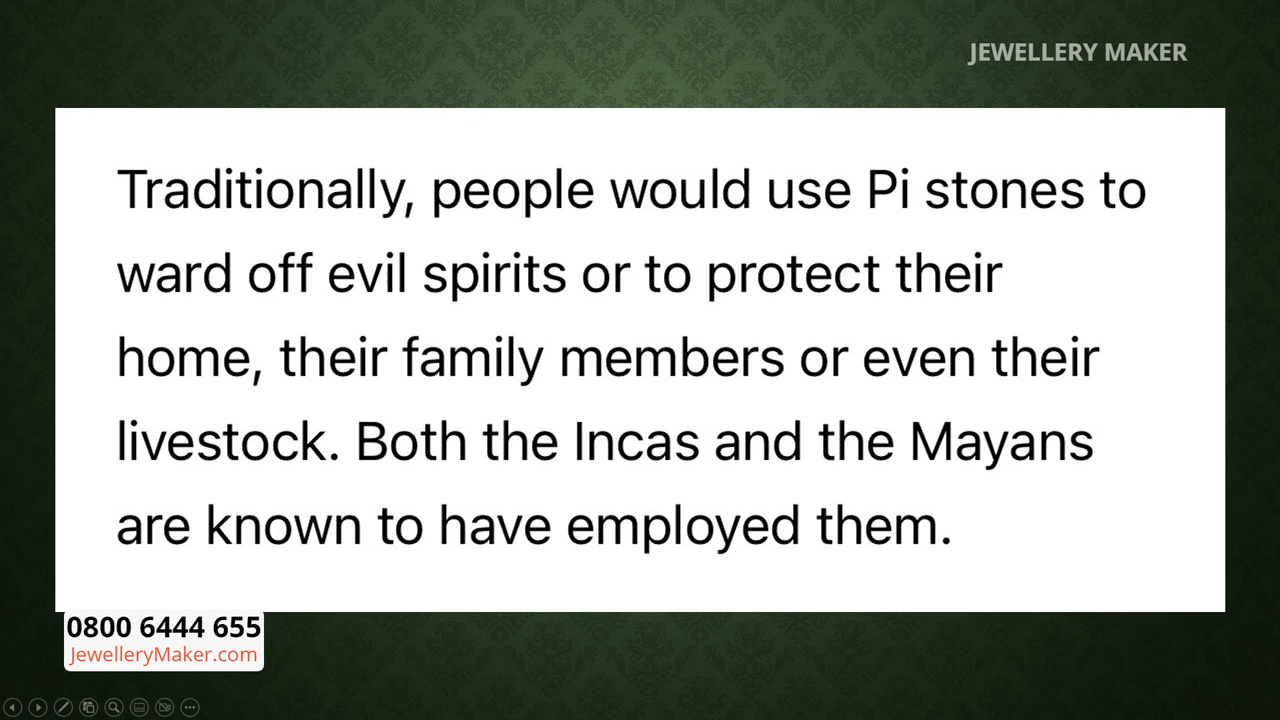 JEWELLERY MAKER
Traditionally, people would use Pi stones to
ward off evil spirits or to protect their
home, their family members or even their
livestock. Both the Incas and the Mayans
are known to have employed them.
0800 6444 655
JewelleryMaker.com